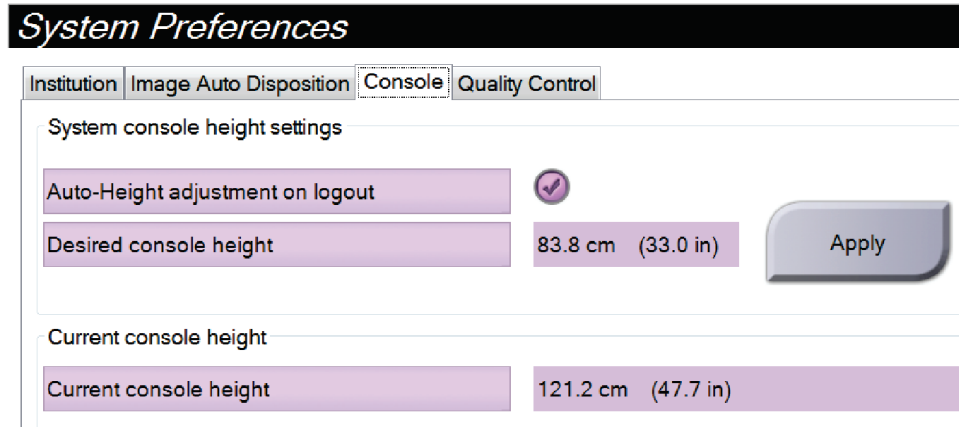 System Preferences
Institution Image Auto Disposition Console Quality Control
System console height settings
Auto-Height adjustment on logout
Desired console height 83.8 cm (33.0 in) Apply
Current console height
Current console height 121.2 cm (47.7 in)